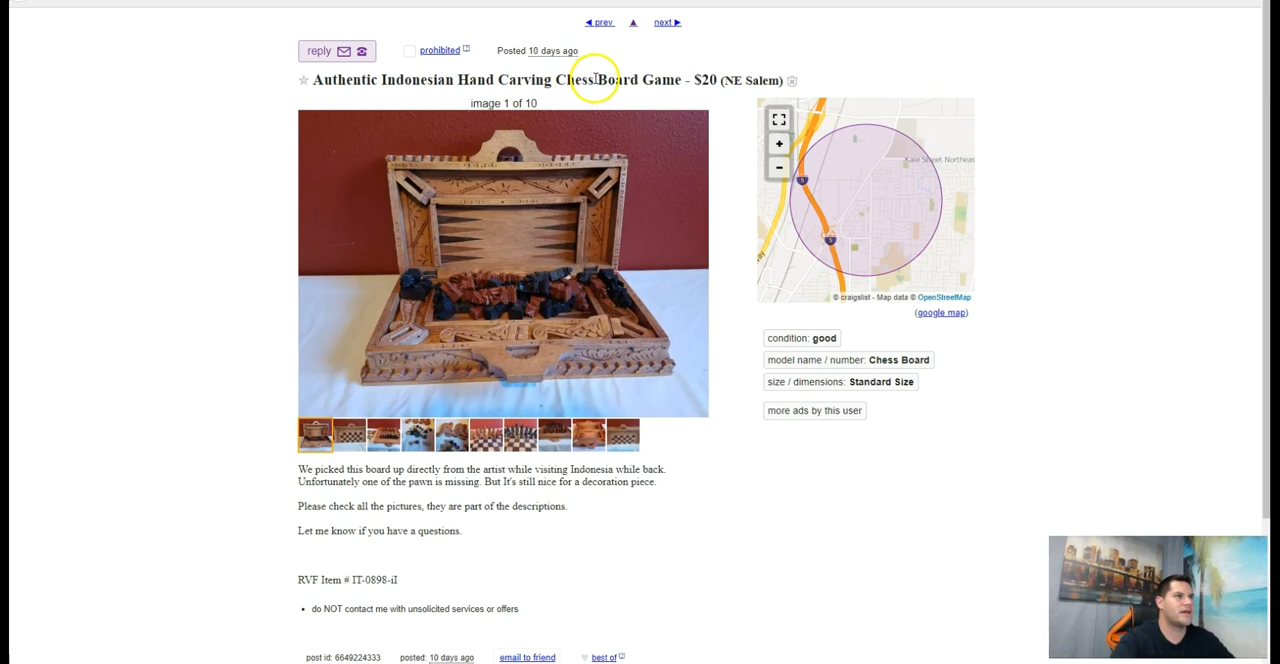 ◀ prev ▲ next ▶
reply prohibited [?] Posted 10 days ago
☆ Authentic Indonesian Hand Carving Chess Board Game - $20 (NE Salem)
image 1 of 10
+
−
Kale Street Northeas
5
5
© craigslist - Map data © OpenStreetMap
(google map)
condition: good
model name / number: Chess Board
size / dimensions: Standard Size
more ads by this user
We picked this board up directly from the artist while visiting Indonesia while back.
Unfortunately one of the pawn is missing. But It's still nice for a decoration piece.
Please check all the pictures, they are part of the descriptions.
Let me know if you have a questions.
RVF Item # IT-0898-iI
• do NOT contact me with unsolicited services or offers
post id: 6649224333 posted: 10 days ago email to friend ♥ best of [?]